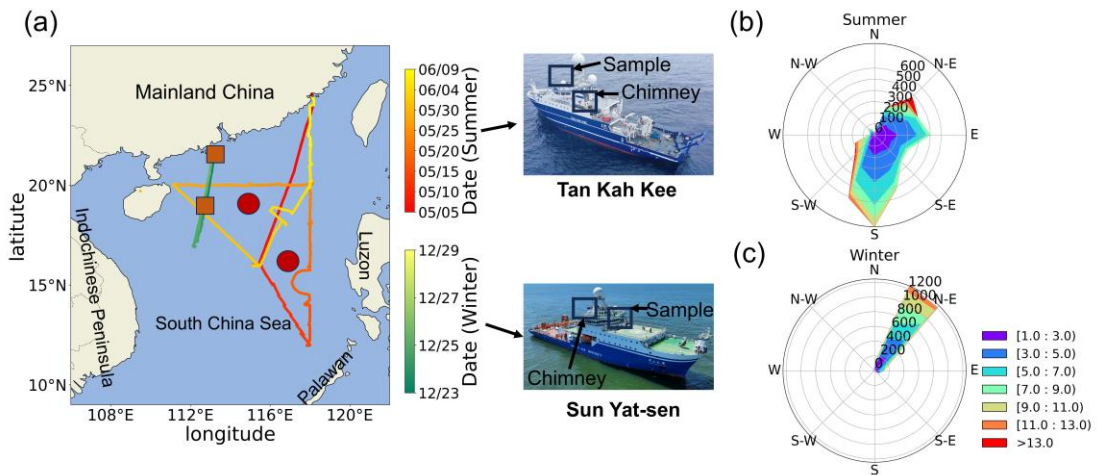 (a)
25°N
20°N
15°N
10°N
latitute
108°E
112°E
116°E
120°E
longitude
Mainland China
Indochinese Peninsula
South China Sea
Luzon
Palawan
06/09
06/04
05/30
05/25
05/20
05/15
05/10
05/05
Date (Summer)
12/29
12/27
12/25
12/23
Date (Winter)
Sample
Chimney
Tan Kah Kee
Sample
Chimney
Sun Yat-sen
(b)
Summer
N
N-W
N-E
W
E
S-W
S-E
S
600
500
400
300
200
100
0
(c)
Winter
N
N-W
N-E
W
E
S-W
S-E
S
1200
1000
800
600
400
200
0
[1.0 : 3.0)
[3.0 : 5.0)
[5.0 : 7.0)
[7.0 : 9.0)
[9.0 : 11.0)
[11.0 : 13.0)
>13.0